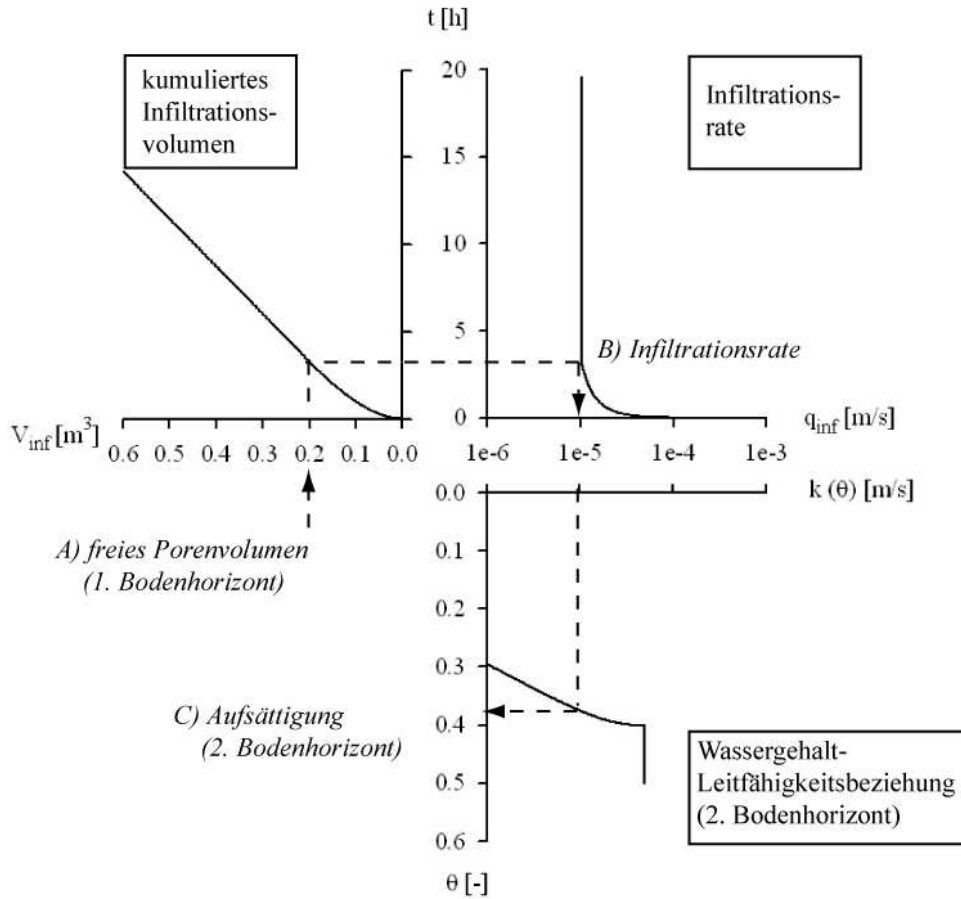 t [h]
kumuliertes
Infiltrations-
volumen
Infiltrations-
rate
20
15
10
5
0
B) Infiltrationsrate
V_inf [m³]
0.6 0.5 0.4 0.3 0.2 0.1 0.0
1e-6 1e-5 1e-4 1e-3
q_inf [m/s]
k (θ) [m/s]
A) freies Porenvolumen
(1. Bodenhorizont)
0.0
0.1
0.2
0.3
0.4
0.5
0.6
C) Aufsättigung
(2. Bodenhorizont)
Wassergehalt-
Leitfähigkeitsbeziehung
(2. Bodenhorizont)
θ [-]